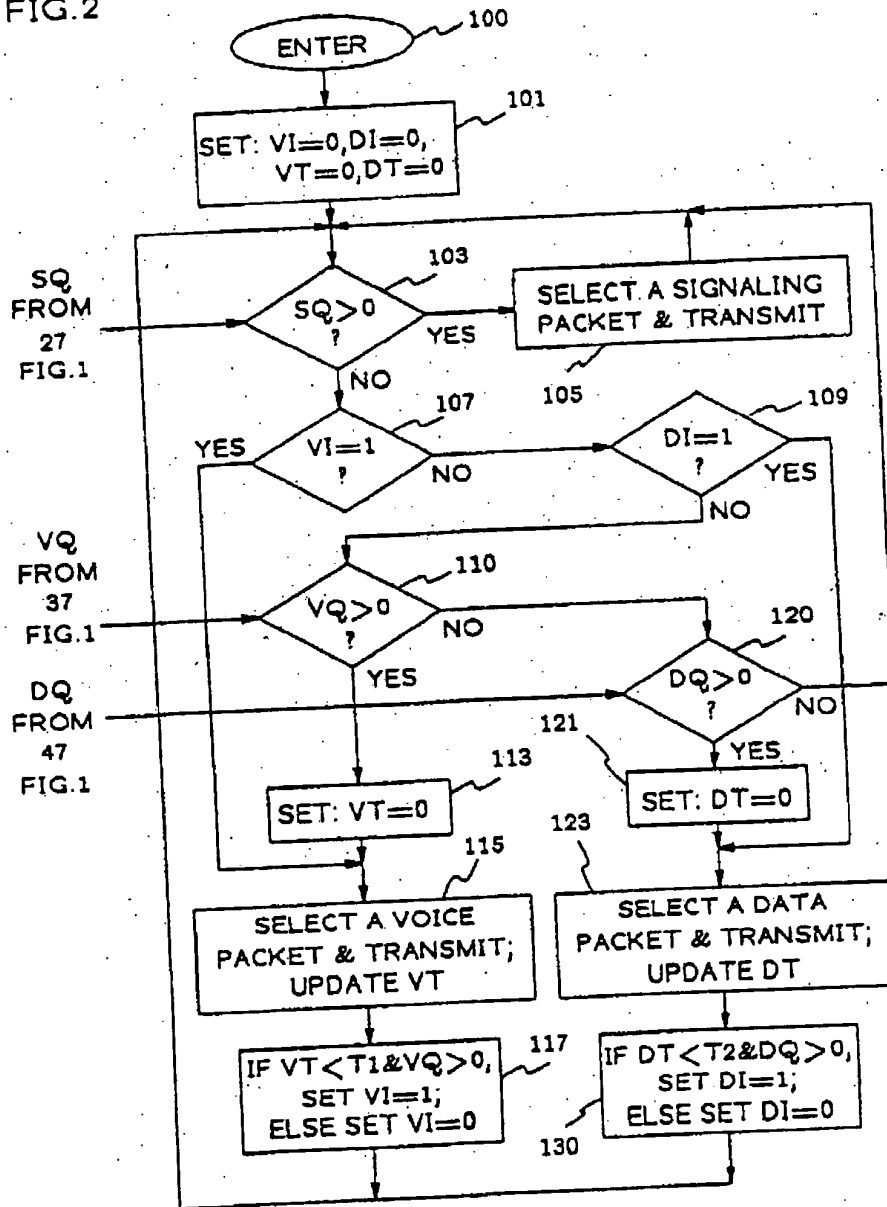 FIG.2
ENTER
100
101
SET: VI=0,DI=0,
VT=0,DT=0
SQ
FROM
27
FIG.1
103
SQ>0
?
YES
NO
SELECT A SIGNALING
PACKET & TRANSMIT
105
107
YES
VI=1
?
NO
109
DI=1
?
YES
NO
VQ
FROM
37
FIG.1
110
VQ>0
?
NO
YES
DQ
FROM
47
FIG.1
120
DQ>0
?
NO
YES
113
SET: VT=0
121
SET: DT=0
115
SELECT A VOICE
PACKET & TRANSMIT;
UPDATE VT
123
SELECT A DATA
PACKET & TRANSMIT;
UPDATE DT
IF VT<T1&VQ>0,
SET VI=1;
ELSE SET VI=0
117
IF DT<T2&DQ>0,
SET DI=1;
ELSE SET DI=0
130